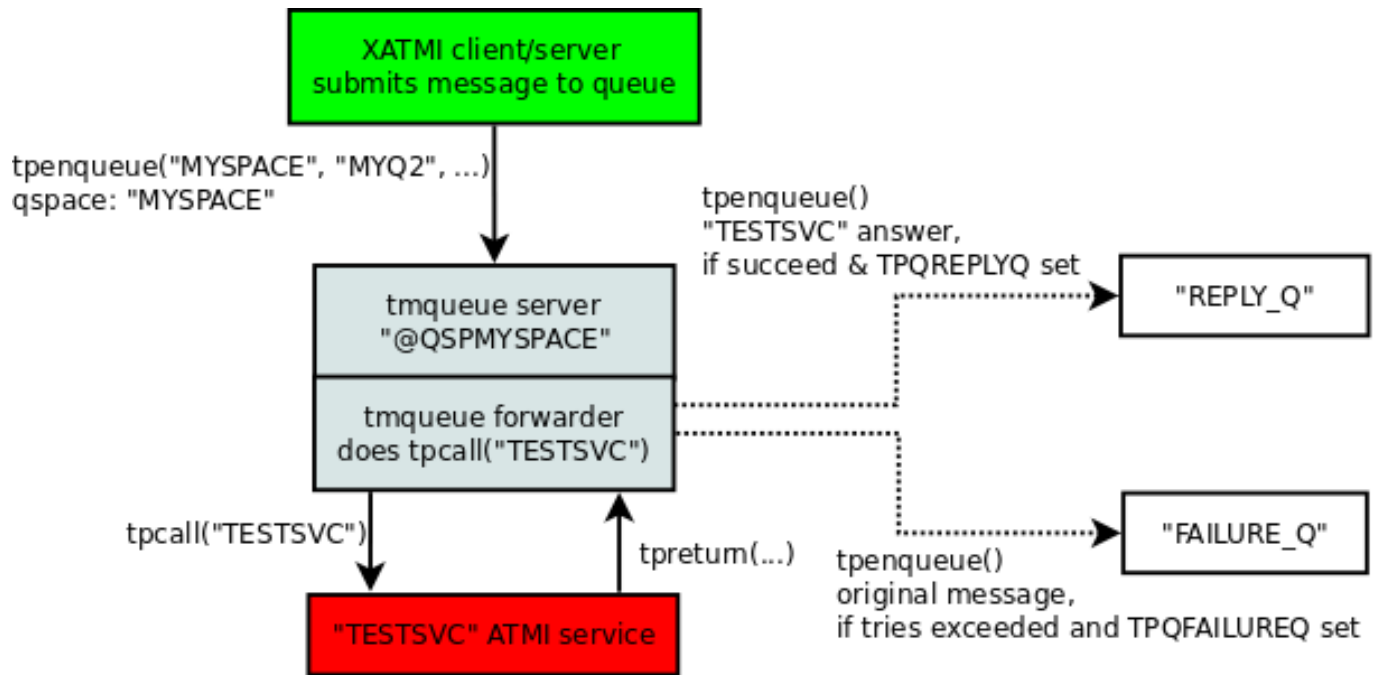 XATMI client/server
submits message to queue
tpenqueue("MYSPACE", "MYQ2", ...)
qspace: "MYSPACE"
tpenqueue()
"TESTSVC" answer,
if succeed & TPQREPLYQ set
"REPLY_Q"
tmqueue server
"@QSPMYSPACE"
tmqueue forwarder
does tpcall("TESTSVC")
tpcall("TESTSVC")
tpreturn(...)
"FAILURE_Q"
tpenqueue()
original message,
if tries exceeded and TPQFAILUREQ set
"TESTSVC" ATMI service